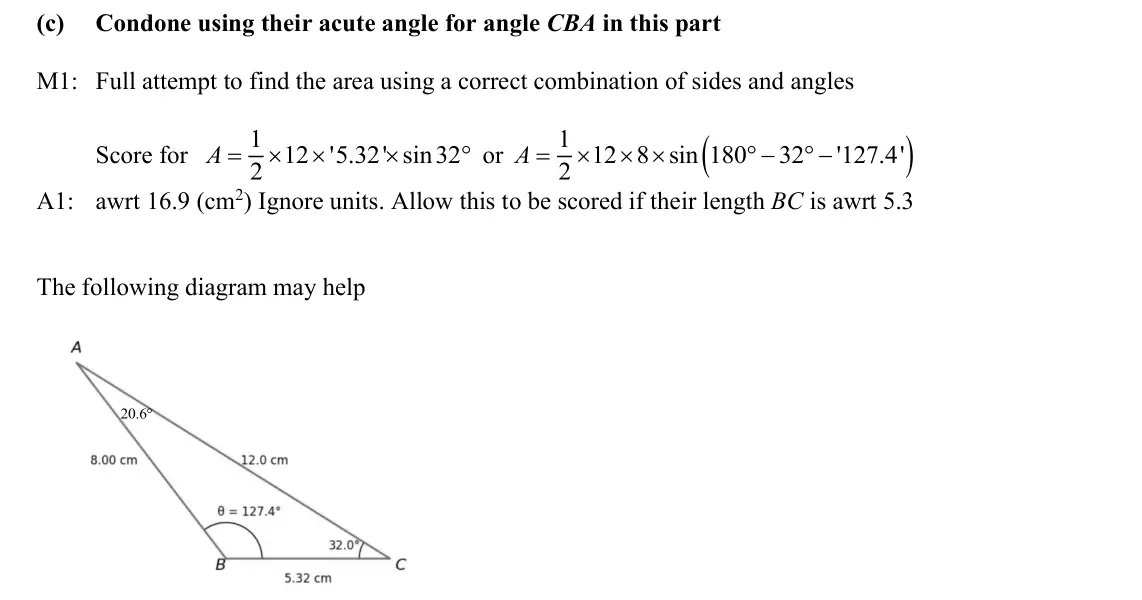 (c) Condone using their acute angle for angle CBA in this part
M1: Full attempt to find the area using a correct combination of sides and angles
Score for A = 1/2 × 12 × '5.32' × sin 32° or A = 1/2 × 12 × 8 × sin(180° – 32° – '127.4')
A1: awrt 16.9 (cm²) Ignore units. Allow this to be scored if their length BC is awrt 5.3
The following diagram may help
A
20.6°
8.00 cm
12.0 cm
θ = 127.4°
32.0°
B
C
5.32 cm